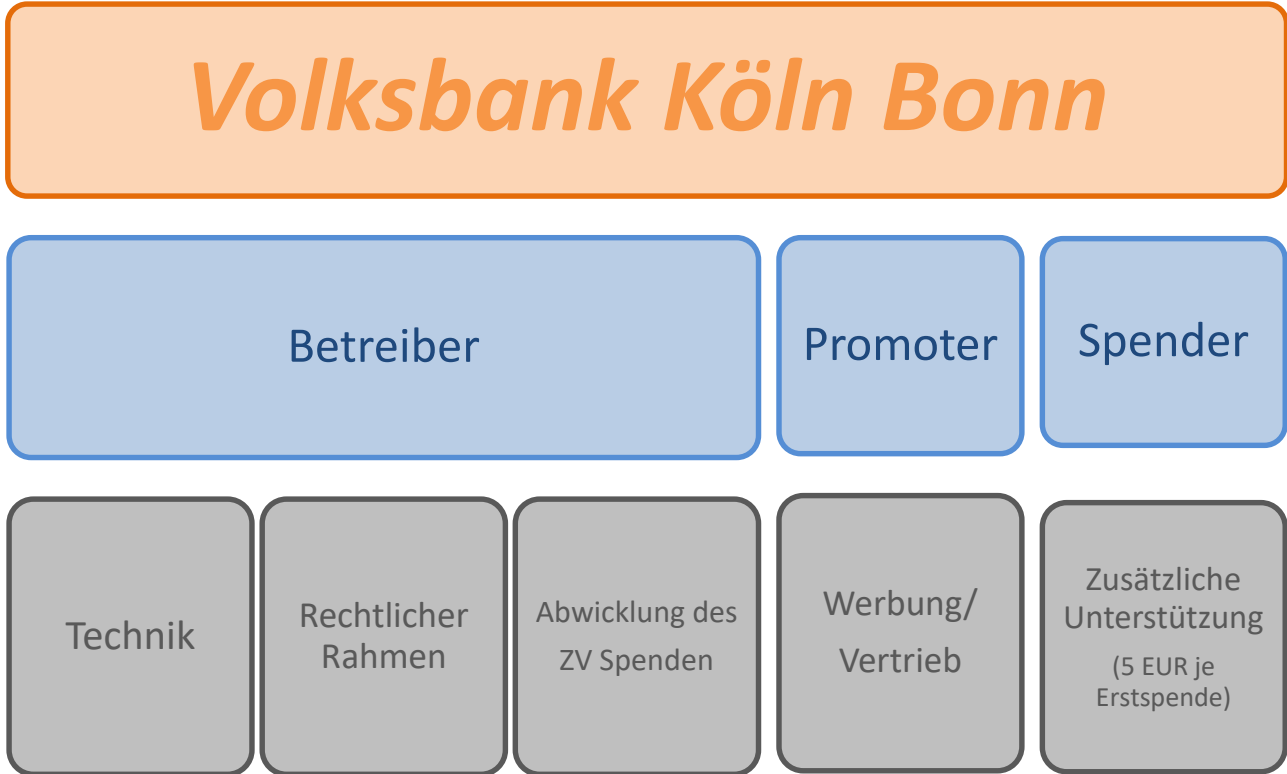 Volksbank Köln Bonn
Betreiber
Promoter
Spender
Technik
Rechtlicher
Rahmen
Abwicklung des
ZV Spenden
Werbung/
Vertrieb
Zusätzliche
Unterstützung
(5 EUR je
Erstspende)